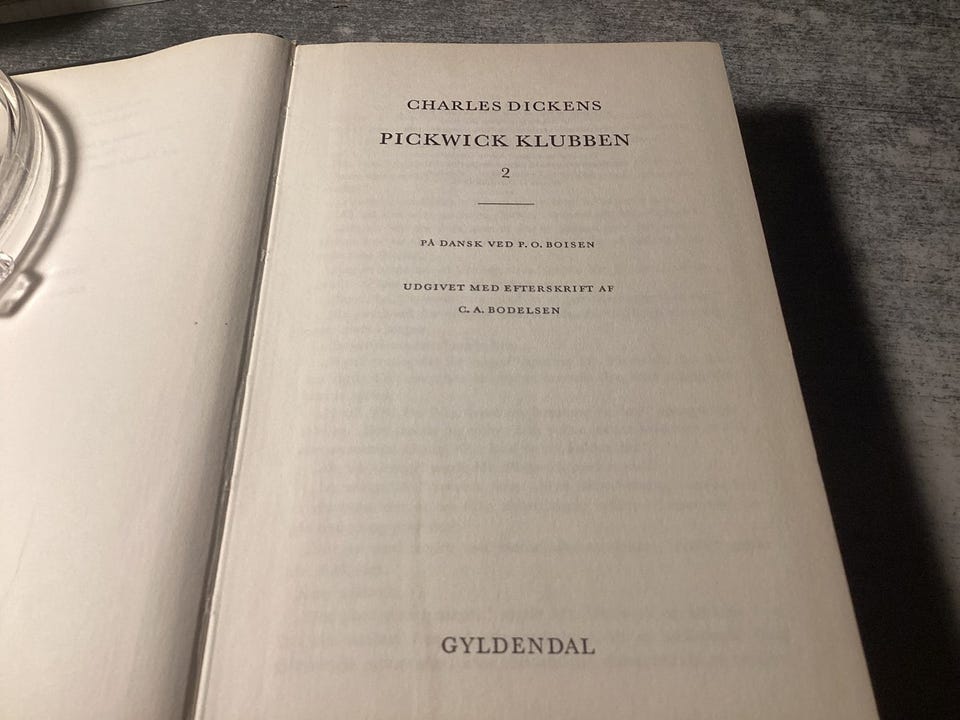 CHARLES DICKENS
PICKWICK KLUBBEN
2
PÅ DANSK VED P. O. BOISEN
UDGIVET MED EFTERSKRIFT AF
C. A. BODELSEN
GYLDENDAL